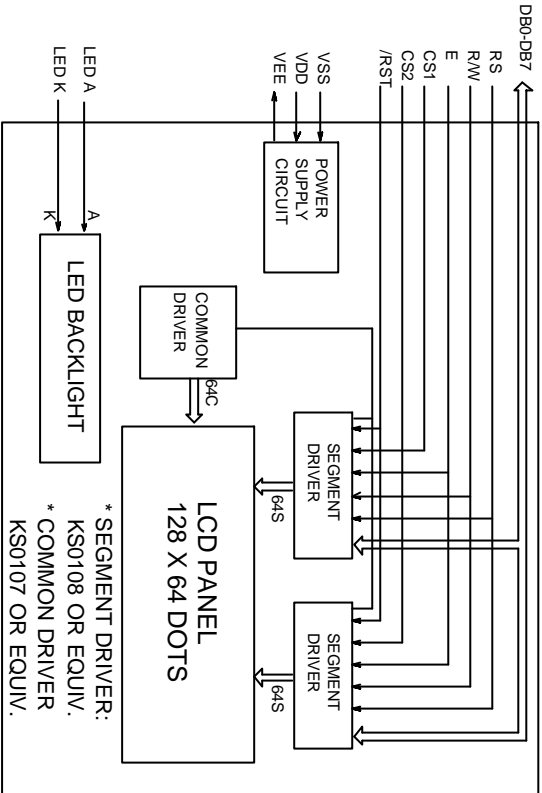 DB0-DB7
RS
R/W
E
CS1
CS2
/RST
VSS
VDD
VEE
LED A
LED K
POWER
SUPPLY
CIRCUIT
A
K
LED BACKLIGHT
COMMON
DRIVER
64C
SEGMENT
DRIVER
64S
SEGMENT
DRIVER
64S
LCD PANEL
128 X 64 DOTS
* SEGMENT DRIVER:
KS0108 OR EQUIV.
* COMMON DRIVER
KS0107 OR EQUIV.